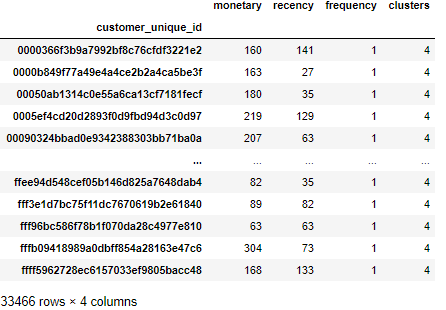 monetary recency frequency clusters
customer_unique_id
0000366f3b9a7992bf8c76cfdf3221e2 160 141 1 4
0000b849f77a49e4a4ce2b2a4ca5be3f 163 27 1 4
00050ab1314c0e55a6ca13cf7181fecf 180 35 1 4
0005ef4cd20d2893f0d9fbd94d3c0d97 219 129 1 4
00090324bbad0e9342388303bb71ba0a 207 63 1 4
... ... ... ... ...
ffee94d548cef05b146d825a7648dab4 82 35 1 4
fff3e1d7bc75f11dc7670619b2e61840 89 82 1 4
fff96bc586f78b1f070da28c4977e810 63 63 1 4
fffb09418989a0dbff854a28163e47c6 304 73 1 4
ffff5962728ec6157033ef9805bacc48 168 133 1 4
33466 rows × 4 columns